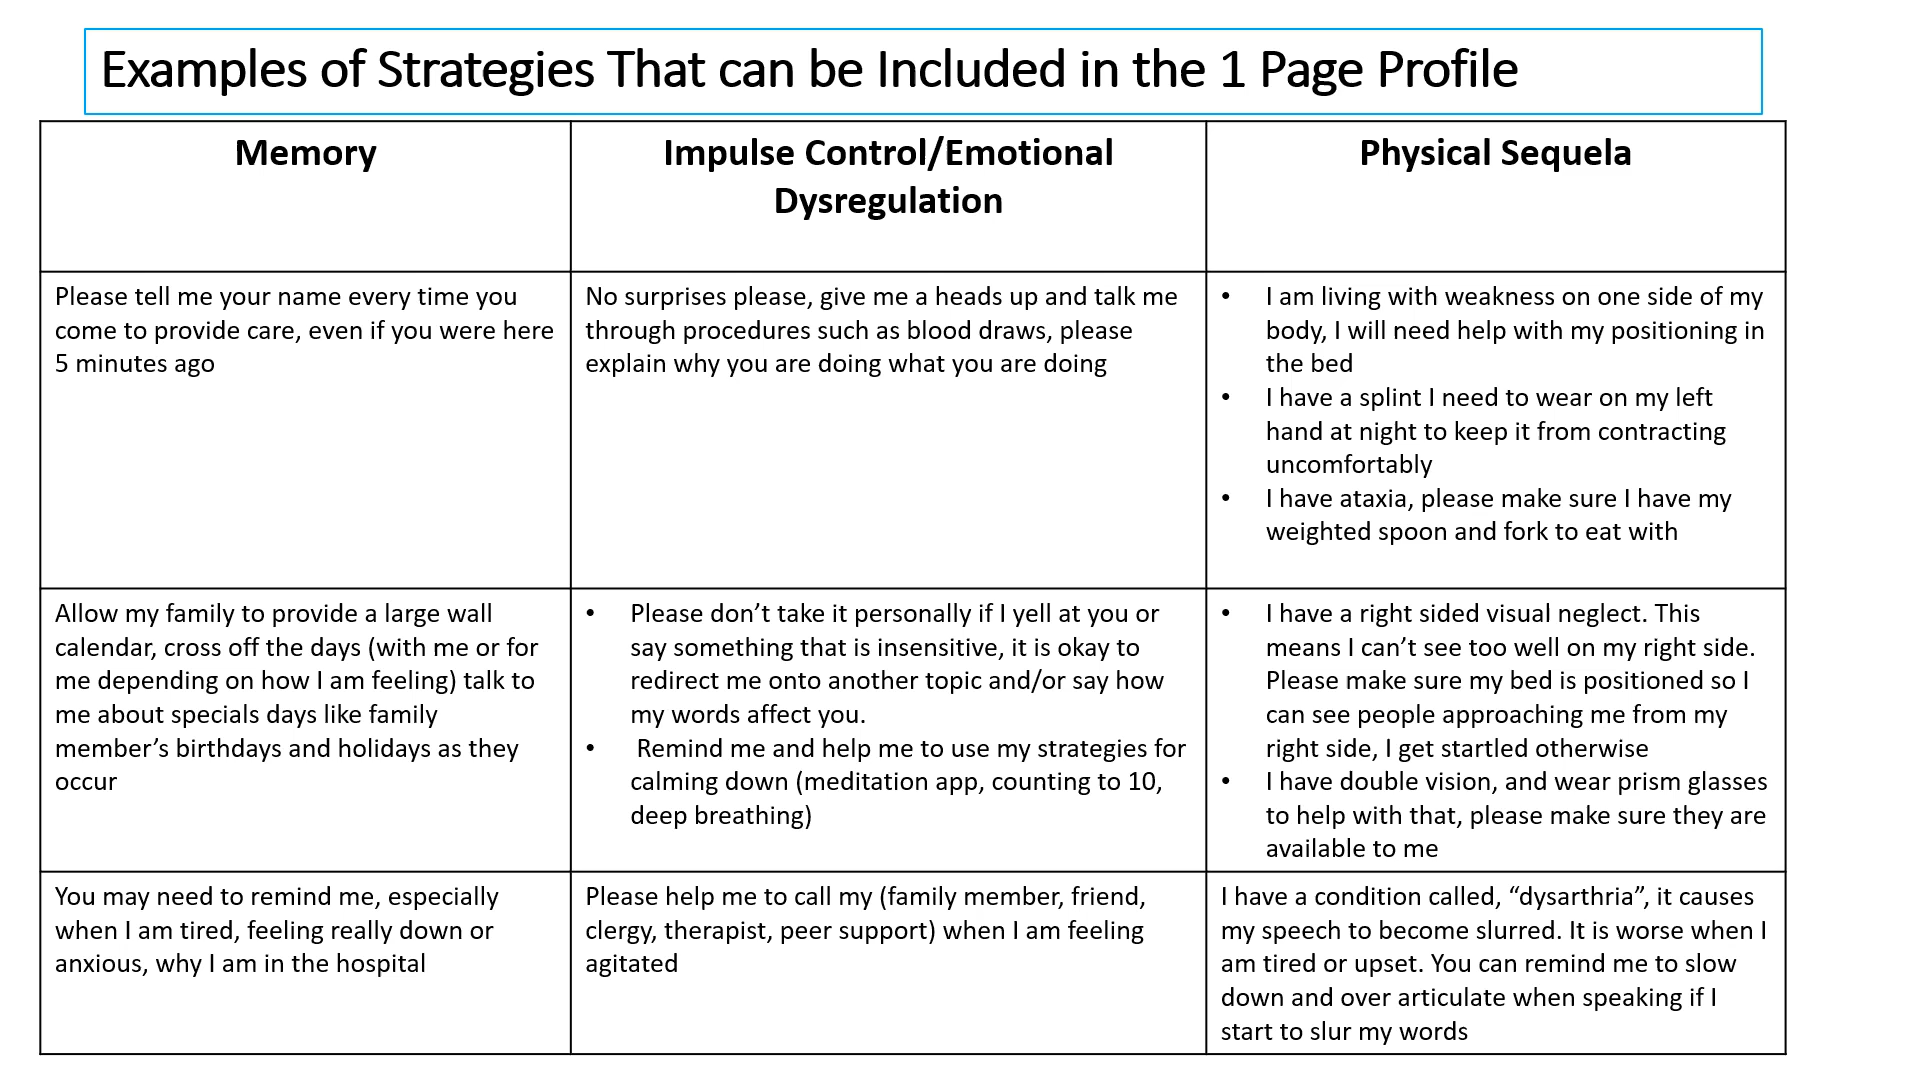 Examples of Strategies That can be Included in the 1 Page Profile
Memory
Impulse Control/Emotional
Dysregulation
Physical Sequela
Please tell me your name every time you
come to provide care, even if you were here
5 minutes ago
No surprises please, give me a heads up and talk me
through procedures such as blood draws, please
explain why you are doing what you are doing
• I am living with weakness on one side of my
body, I will need help with my positioning in
the bed
• I have a splint I need to wear on my left
hand at night to keep it from contracting
uncomfortably
• I have ataxia, please make sure I have my
weighted spoon and fork to eat with
Allow my family to provide a large wall
calendar, cross off the days (with me or for
me depending on how I am feeling) talk to
me about specials days like family
member’s birthdays and holidays as they
occur
• Please don’t take it personally if I yell at you or
say something that is insensitive, it is okay to
redirect me onto another topic and/or say how
my words affect you.
• Remind me and help me to use my strategies for
calming down (meditation app, counting to 10,
deep breathing)
• I have a right sided visual neglect. This
means I can’t see too well on my right side.
Please make sure my bed is positioned so I
can see people approaching me from my
right side, I get startled otherwise
• I have double vision, and wear prism glasses
to help with that, please make sure they are
available to me
You may need to remind me, especially
when I am tired, feeling really down or
anxious, why I am in the hospital
Please help me to call my (family member, friend,
clergy, therapist, peer support) when I am feeling
agitated
I have a condition called, “dysarthria”, it causes
my speech to become slurred. It is worse when I
am tired or upset. You can remind me to slow
down and over articulate when speaking if I
start to slur my words